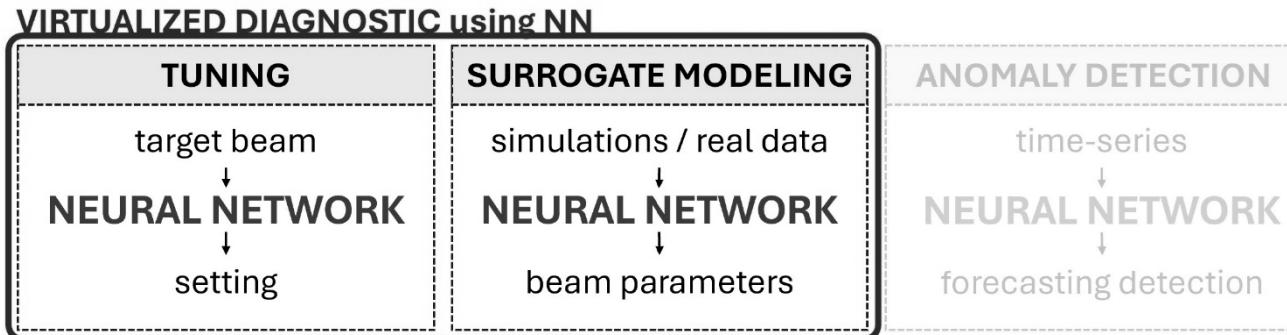 VIRTUALIZED DIAGNOSTIC using NN
TUNING
target beam
↓
NEURAL NETWORK
↓
setting
SURROGATE MODELING
simulations / real data
↓
NEURAL NETWORK
↓
beam parameters
ANOMALY DETECTION
time-series
↓
NEURAL NETWORK
↓
forecasting detection